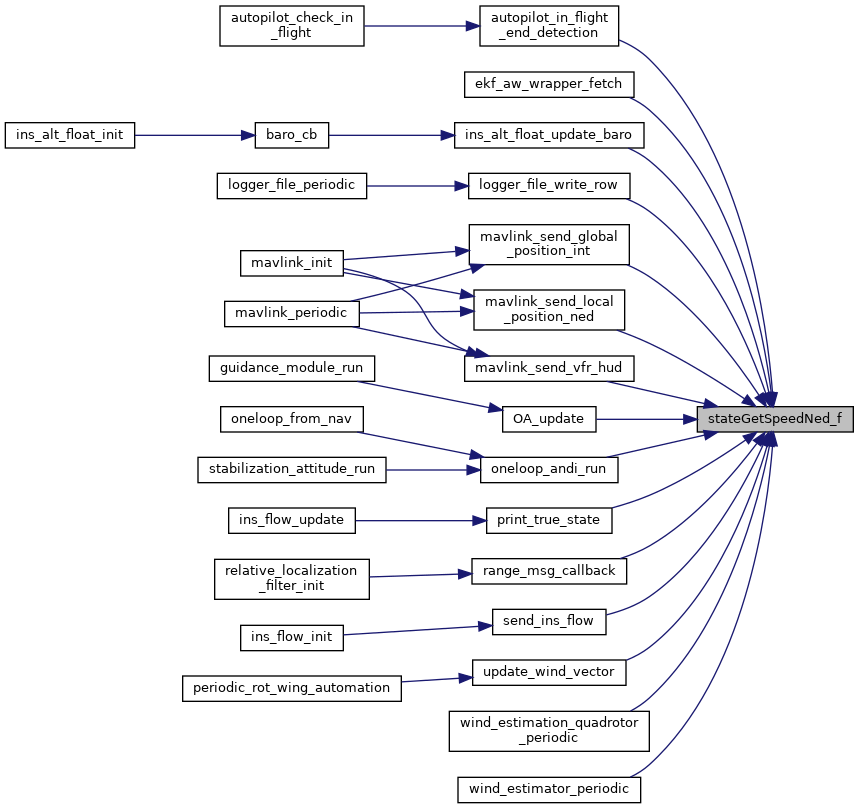 autopilot_check_in
_flight
autopilot_in_flight
_end_detection
ekf_aw_wrapper_fetch
ins_alt_float_init
baro_cb
ins_alt_float_update_baro
logger_file_periodic
logger_file_write_row
mavlink_send_global
_position_int
mavlink_init
mavlink_send_local
_position_ned
mavlink_periodic
mavlink_send_vfr_hud
guidance_module_run
OA_update
stateGetSpeedNed_f
oneloop_from_nav
stabilization_attitude_run
oneloop_andi_run
ins_flow_update
print_true_state
relative_localization
_filter_init
range_msg_callback
send_ins_flow
ins_flow_init
update_wind_vector
periodic_rot_wing_automation
wind_estimation_quadrotor
_periodic
wind_estimator_periodic